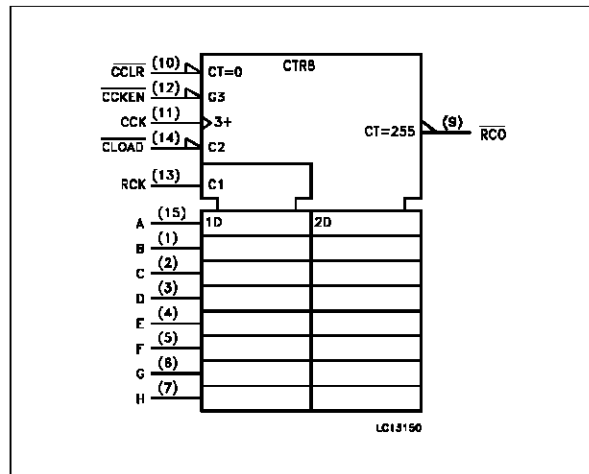 CTR8
CCLR (10) CT=0
CCKEN (12) G3
CCK (11) 3+
CT=255 (9) RCO
CLOAD (14) C2
RCK (13) C1
A (15) 1D 2D
B (1)
C (2)
D (3)
E (4)
F (5)
G (6)
H (7)
LC13150